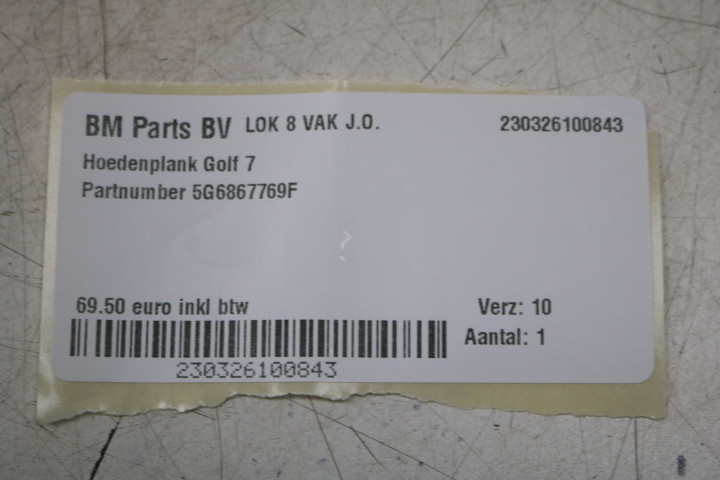 BM Parts BV LOK 8 VAK J.O. 230326100843
Hoedenplank Golf 7
Partnumber 5G6867769F
69.50 euro inkl btw Verz: 10
Aantal: 1
230326100843